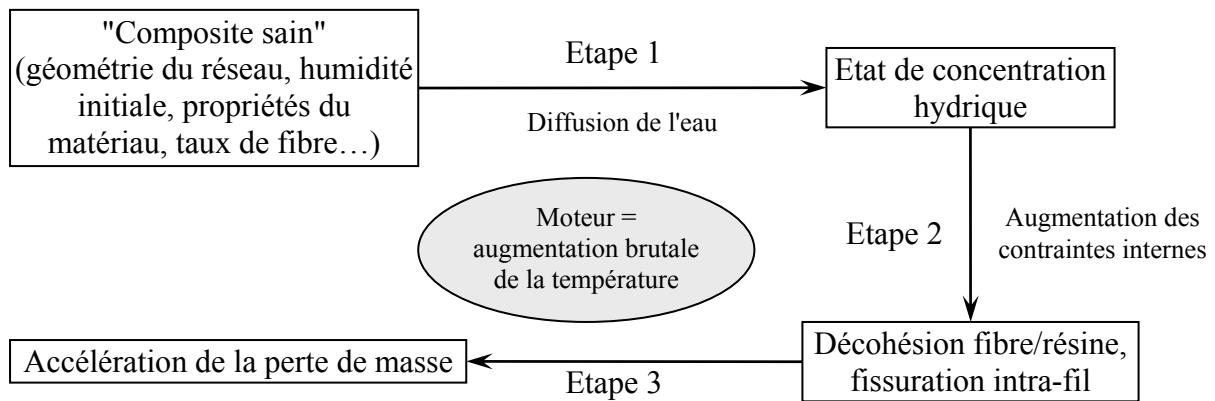 "Composite sain"
(géométrie du réseau, humidité
initiale, propriétés du
matériau, taux de fibre…)
Etape 1
Diffusion de l'eau
Etat de concentration
hydrique
Moteur =
augmentation brutale
de la température
Etape 2
Augmentation des
contraintes internes
Décohésion fibre/résine,
fissuration intra-fil
Etape 3
Accélération de la perte de masse